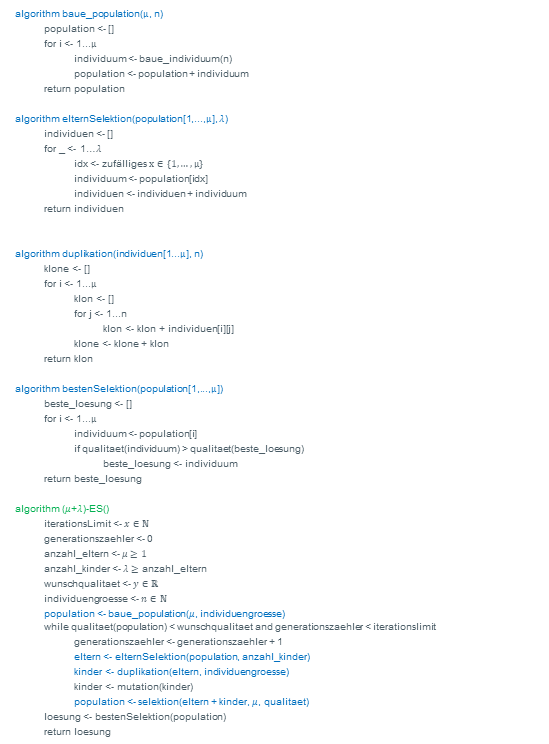 algorithm baue_population(μ, n)
population <- []
for i <- 1...μ
individuum <- baue_individuum(n)
population <- population + individuum
return population
algorithm elternSelektion(population[1,...,μ], λ)
individuen <- []
for _ <- 1...λ
idx <- zufälliges x ∈ {1, ... , μ}
individuum <- population[idx]
individuen <- individuen + individuum
return individuen
algorithm duplikation(individuen[1...μ], n)
klone <- []
for i <- 1...μ
klon <- []
for j <- 1...n
klon <- klon + individuen[i][j]
klone <- klone + klon
return klon
algorithm bestenSelektion(population[1,...,μ])
beste_loesung <- []
for i <- 1...μ
individuum <- population[i]
if qualitaet(individuum) > qualitaet(beste_loesung)
beste_loesung <- individuum
return beste_loesung
algorithm (μ+λ)-ES()
iterationsLimit <- x ∈ ℕ
generationszaehler <- 0
anzahl_eltern <- μ ≥ 1
anzahl_kinder <- λ ≥ anzahl_eltern
wunschqualitaet <- y ∈ ℝ
individuengroesse <- n ∈ ℕ
population <- baue_population(μ, individuengroesse)
while qualitaet(population) < wunschqualitaet and generationszaehler < iterationslimit
generationszaehler <- generationszaehler + 1
eltern <- elternSelektion(population, anzahl_kinder)
kinder <- duplikation(eltern, individuengroesse)
kinder <- mutation(kinder)
population <- selektion(eltern + kinder, μ, qualitaet)
loesung <- bestenSelektion(population)
return loesung